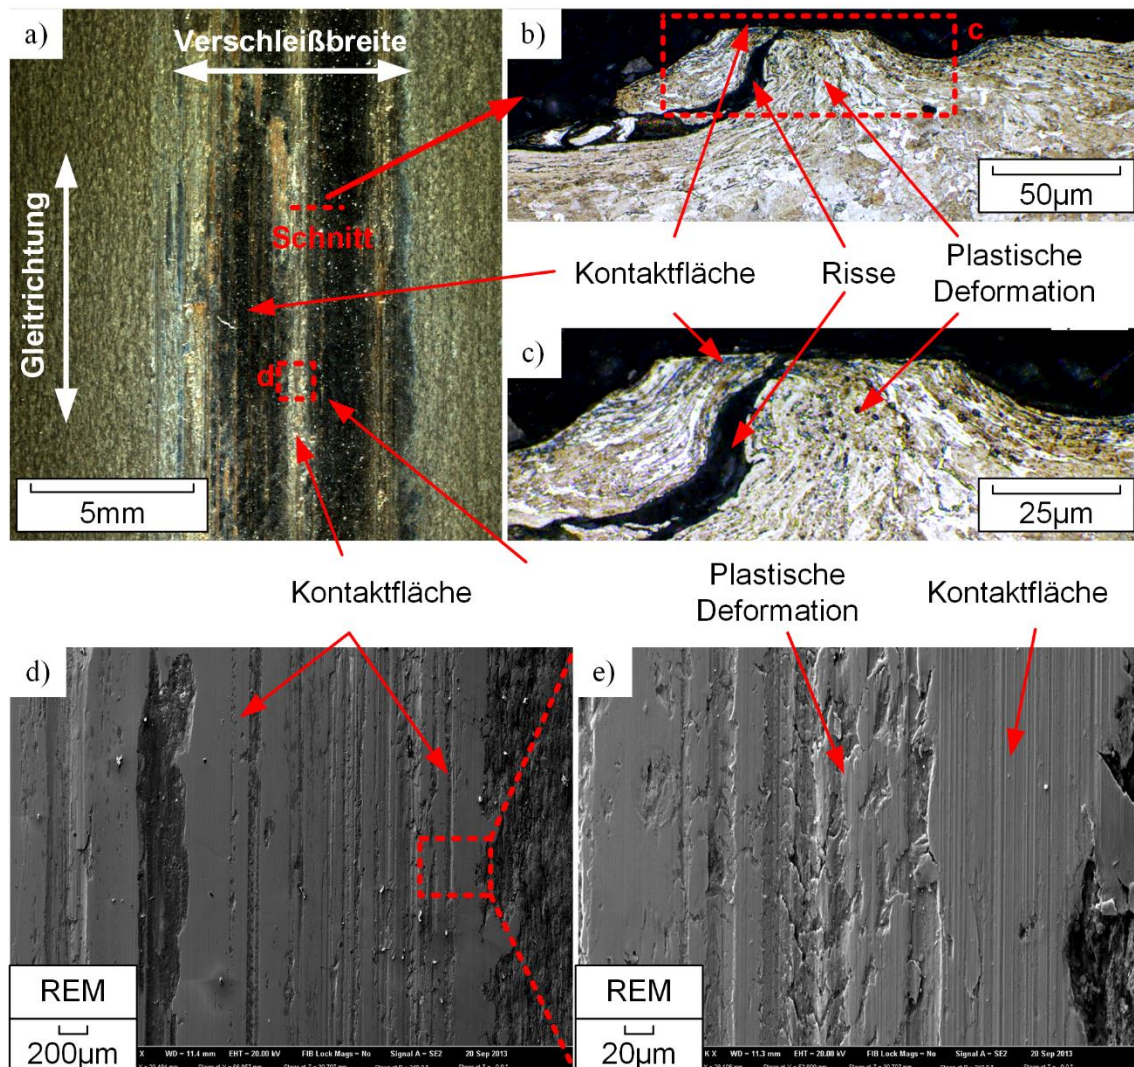 a)
Verschleißbreite
Gleitrichtung
Schnitt
d
5mm
b)
c
50µm
Kontaktfläche
Risse
Plastische
Deformation
c)
25µm
Kontaktfläche
Plastische
Deformation
Kontaktfläche
d)
REM
200µm
X WD = 11.4 mm EHT = 20.00 kV FIB Lock Mags = No Signal A = SE2 20 Sep 2013
e)
REM
20µm
K X WD = 11.3 mm EHT = 20.00 kV FIB Lock Mags = No Signal A = SE2 20 Sep 2013